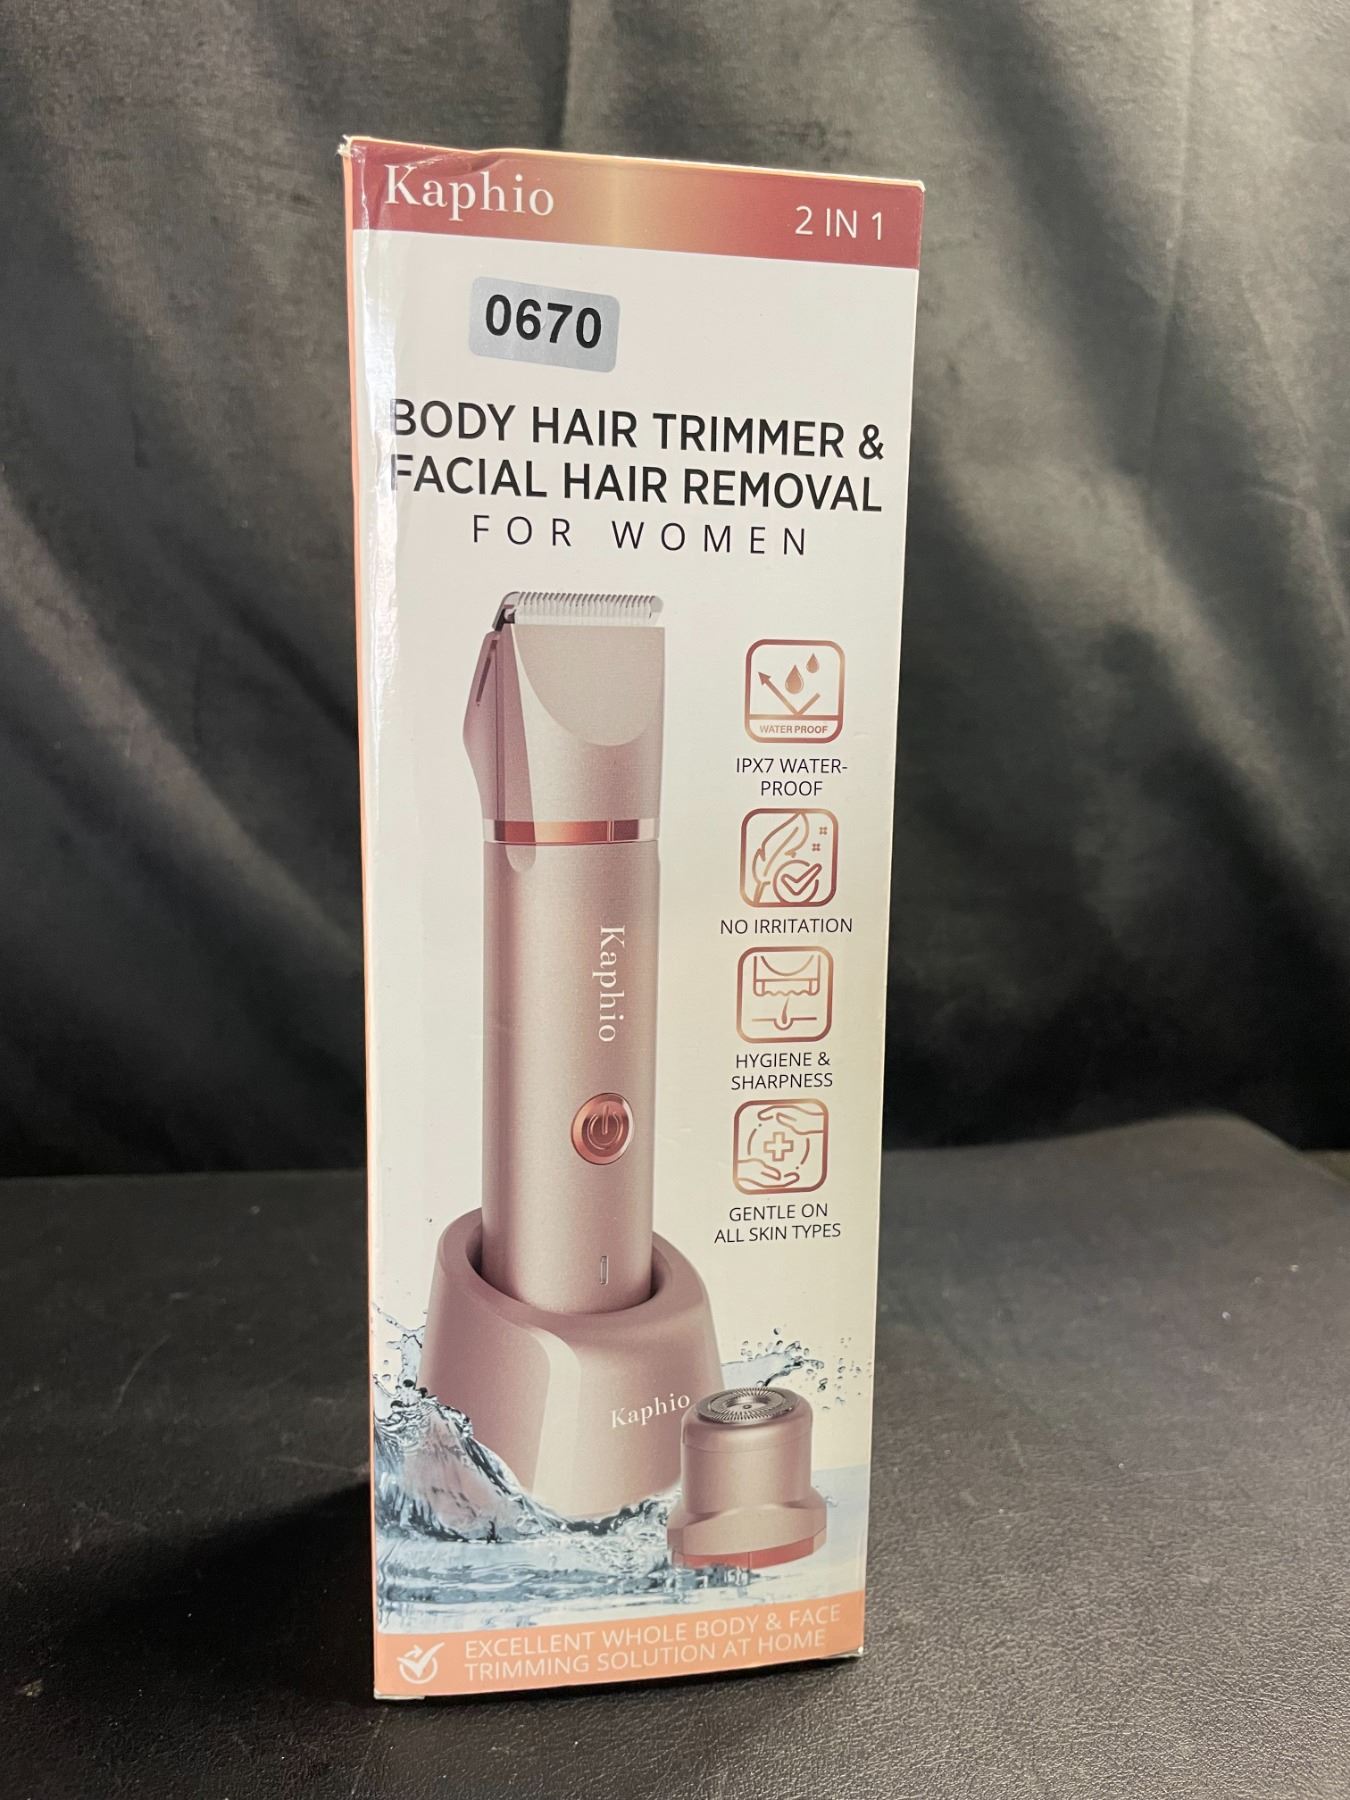 Kaphio
2 IN 1
0670
BODY HAIR TRIMMER &
FACIAL HAIR REMOVAL
FOR WOMEN
WATER PROOF
IPX7 WATER-
PROOF
NO IRRITATION
HYGIENE &
SHARPNESS
GENTLE ON
ALL SKIN TYPES
Kaphio
Kaphio
EXCELLENT WHOLE BODY & FACE
TRIMMING SOLUTION AT HOME